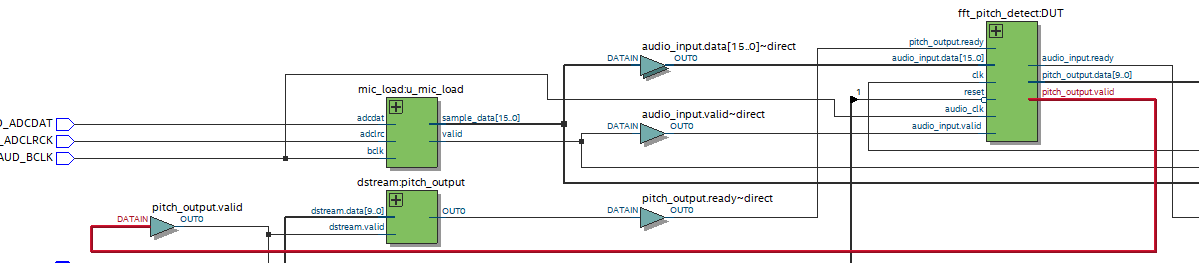 fft_pitch_detect:DUT
audio_input.data[15..0]~direct
DATAIN OUT0
pitch_output.ready
audio_input.data[15..0]
clk
reset
audio_clk
audio_input.valid
audio_input.ready
pitch_output.data[9..0]
pitch_output.valid
1
mic_load:u_mic_load
adcdat
adclrc
bclk
sample_data[15..0]
valid
audio_input.valid~direct
DATAIN OUT0
D_ADCDAT
_ADCLRCK
AUD_BCLK
dstream:pitch_output
dstream.data[9..0]
dstream.valid
OUT0
pitch_output.ready~direct
DATAIN OUT0
pitch_output.valid
DATAIN OUT0